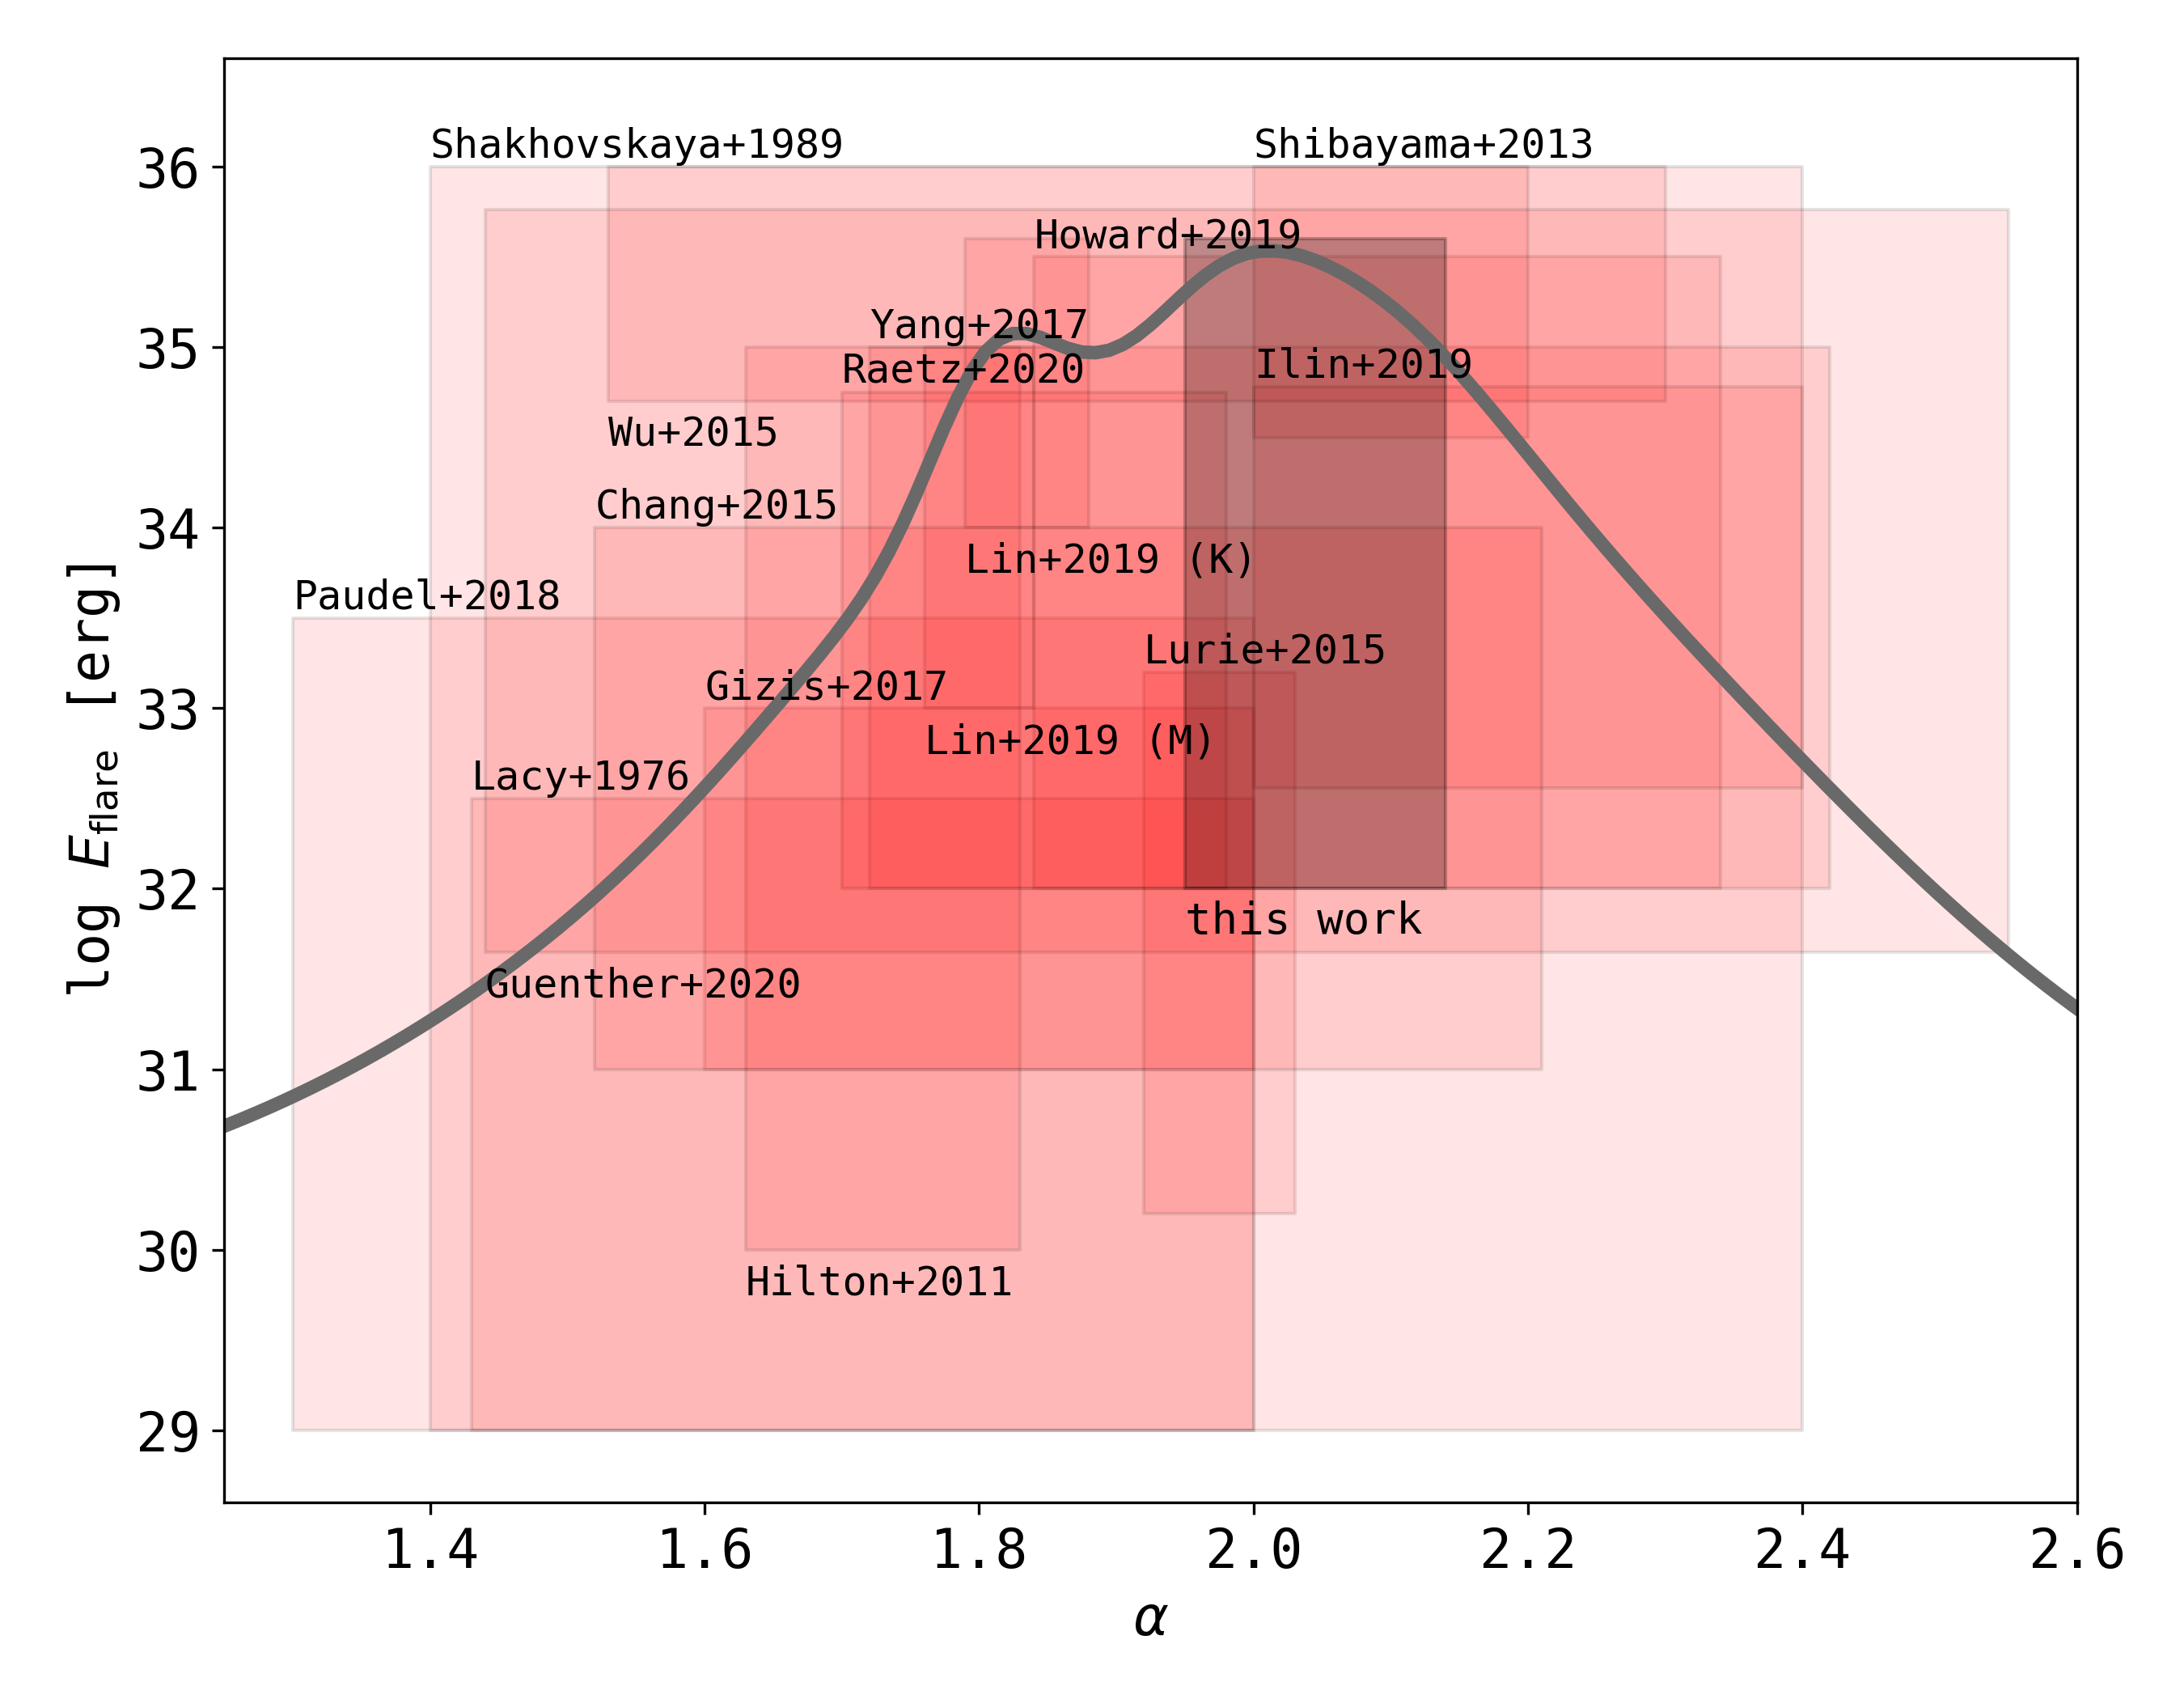 Shakhovskaya+1989
Shibayama+2013
36
Howard+2019
Yang+2017
35
Raetz+2020
Ilin+2019
Wu+2015
Chang+2015
34
Lin+2019 (K)
Paudel+2018
Lurie+2015
Gizis+2017
33
Lin+2019 (M)
Lacy+1976
32
this work
Guenther+2020
31
30
Hilton+2011
29
log E_flare [erg]
1.4 1.6 1.8 2.0 2.2 2.4 2.6
α